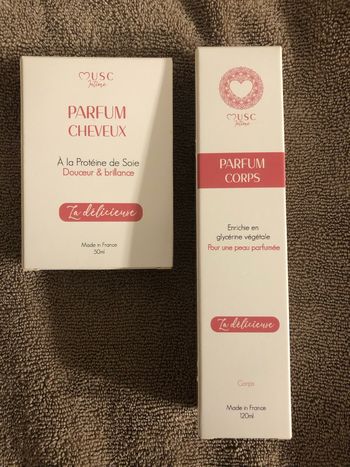 MUSC
Intime
PARFUM
CHEVEUX
À la Protéine de Soie
Douceur & brillance
La délicieuse
Made in France
50ml
MUSC
Intime
PARFUM
CORPS
Enrichie en
glycérine végétale
Pour une peau parfumée
La délicieuse
Corps
Made in France
120ml